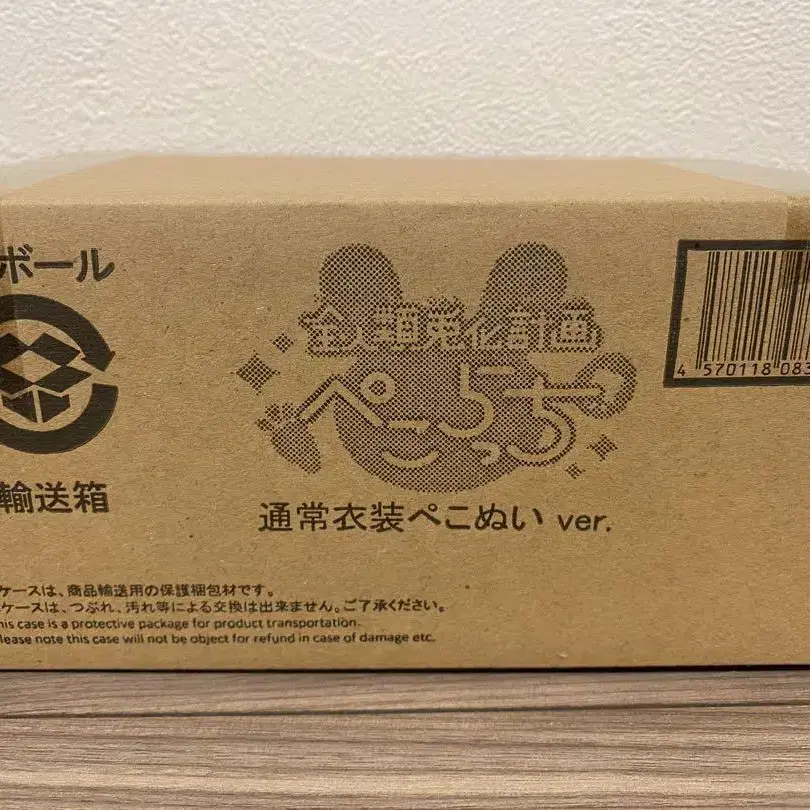 ボール
全人類兎化計画
ぺこらっち
輸送箱
通常衣装ぺこぬい ver.
4 570118 083
ケースは、商品輸送用の保護梱包材です。
ケースは、つぶれ、汚れ等による交換は出来ません。ご了承ください。
his case is a protective package for product transportation.
lease note this case will not be object for refund in case of damage etc.